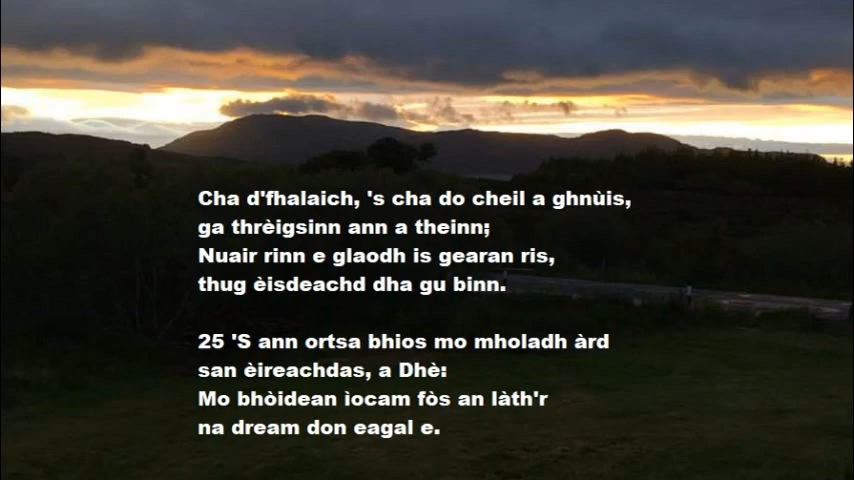 Cha d'fhalaich, 's cha do cheil a ghnùis,
ga thrèigsinn ann a theinn;
Nuair rinn e glaodh is gearan ris,
thug èisdeachd dha gu binn.
25 'S ann ortsa bhios mo mholadh àrd
san èireachdas, a Dhè:
Mo bhòidean ìocam fòs an làth'r
na dream don eagal e.